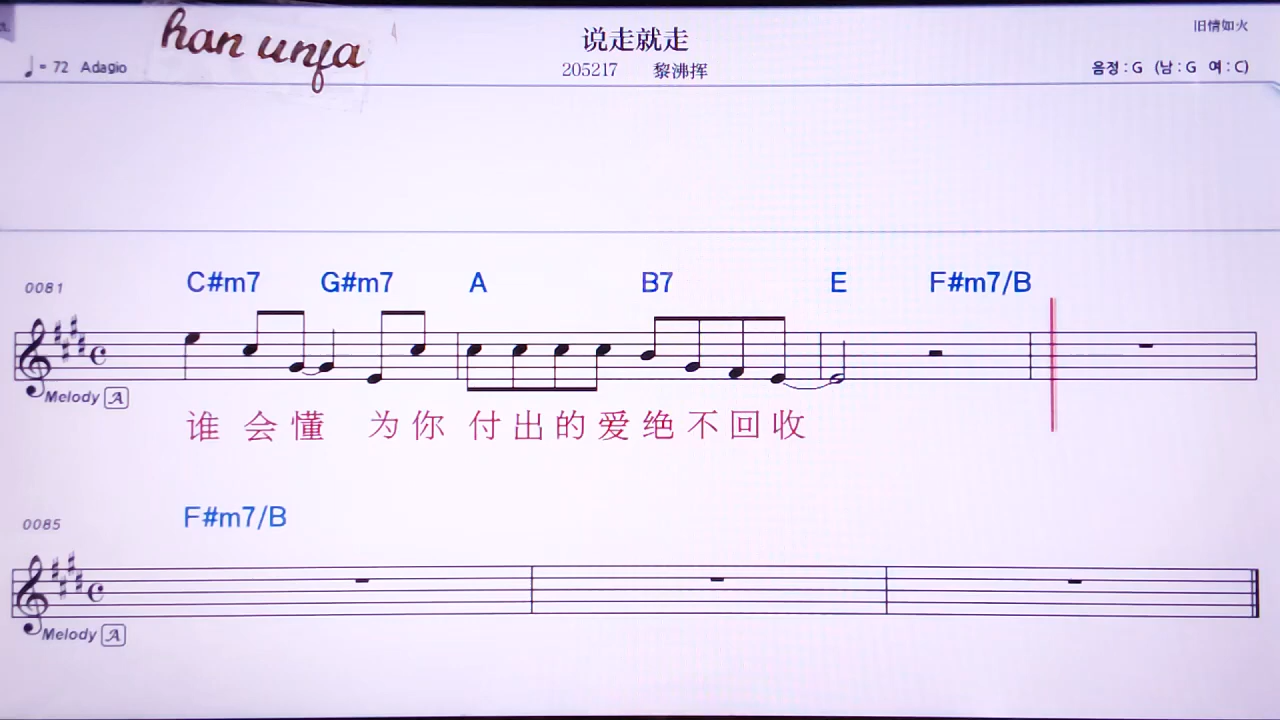 han unfa
说走就走
旧情如火
♩= 72 Adagio
205217 黎沸挥
음정 : G (남 : G 여 : C)
0081
C#m7 G#m7 A B7 E F#m7/B
Melody A
谁 会 懂 为 你 付 出 的 爱 绝 不 回 收
0085
F#m7/B
Melody A